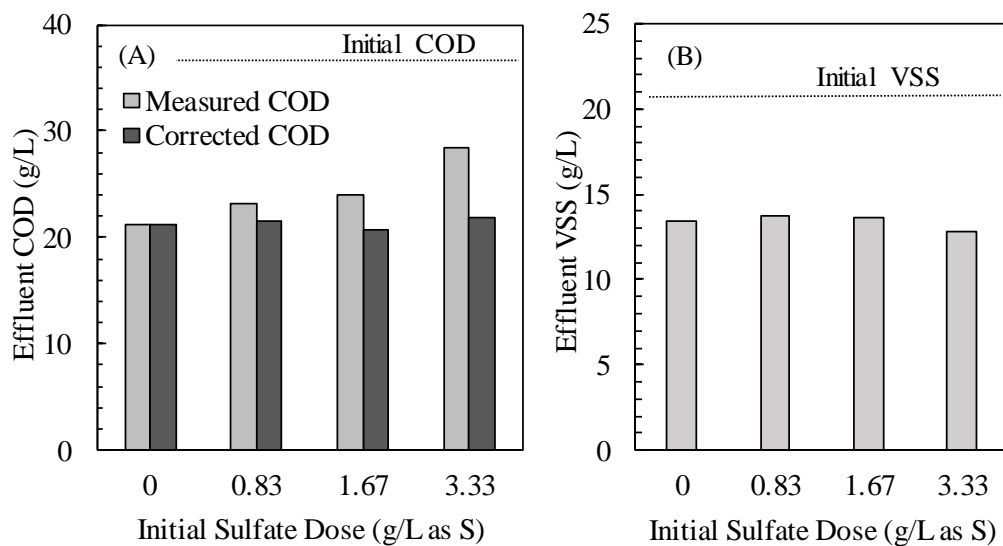 (A)
Initial COD
Measured COD
Corrected COD
Effluent COD (g/L)
40
30
20
10
0
0 0.83 1.67 3.33
Initial Sulfate Dose (g/L as S)
(B)
Initial VSS
Effluent VSS (g/L)
25
20
15
10
5
0
0 0.83 1.67 3.33
Initial Sulfate Dose (g/L as S)